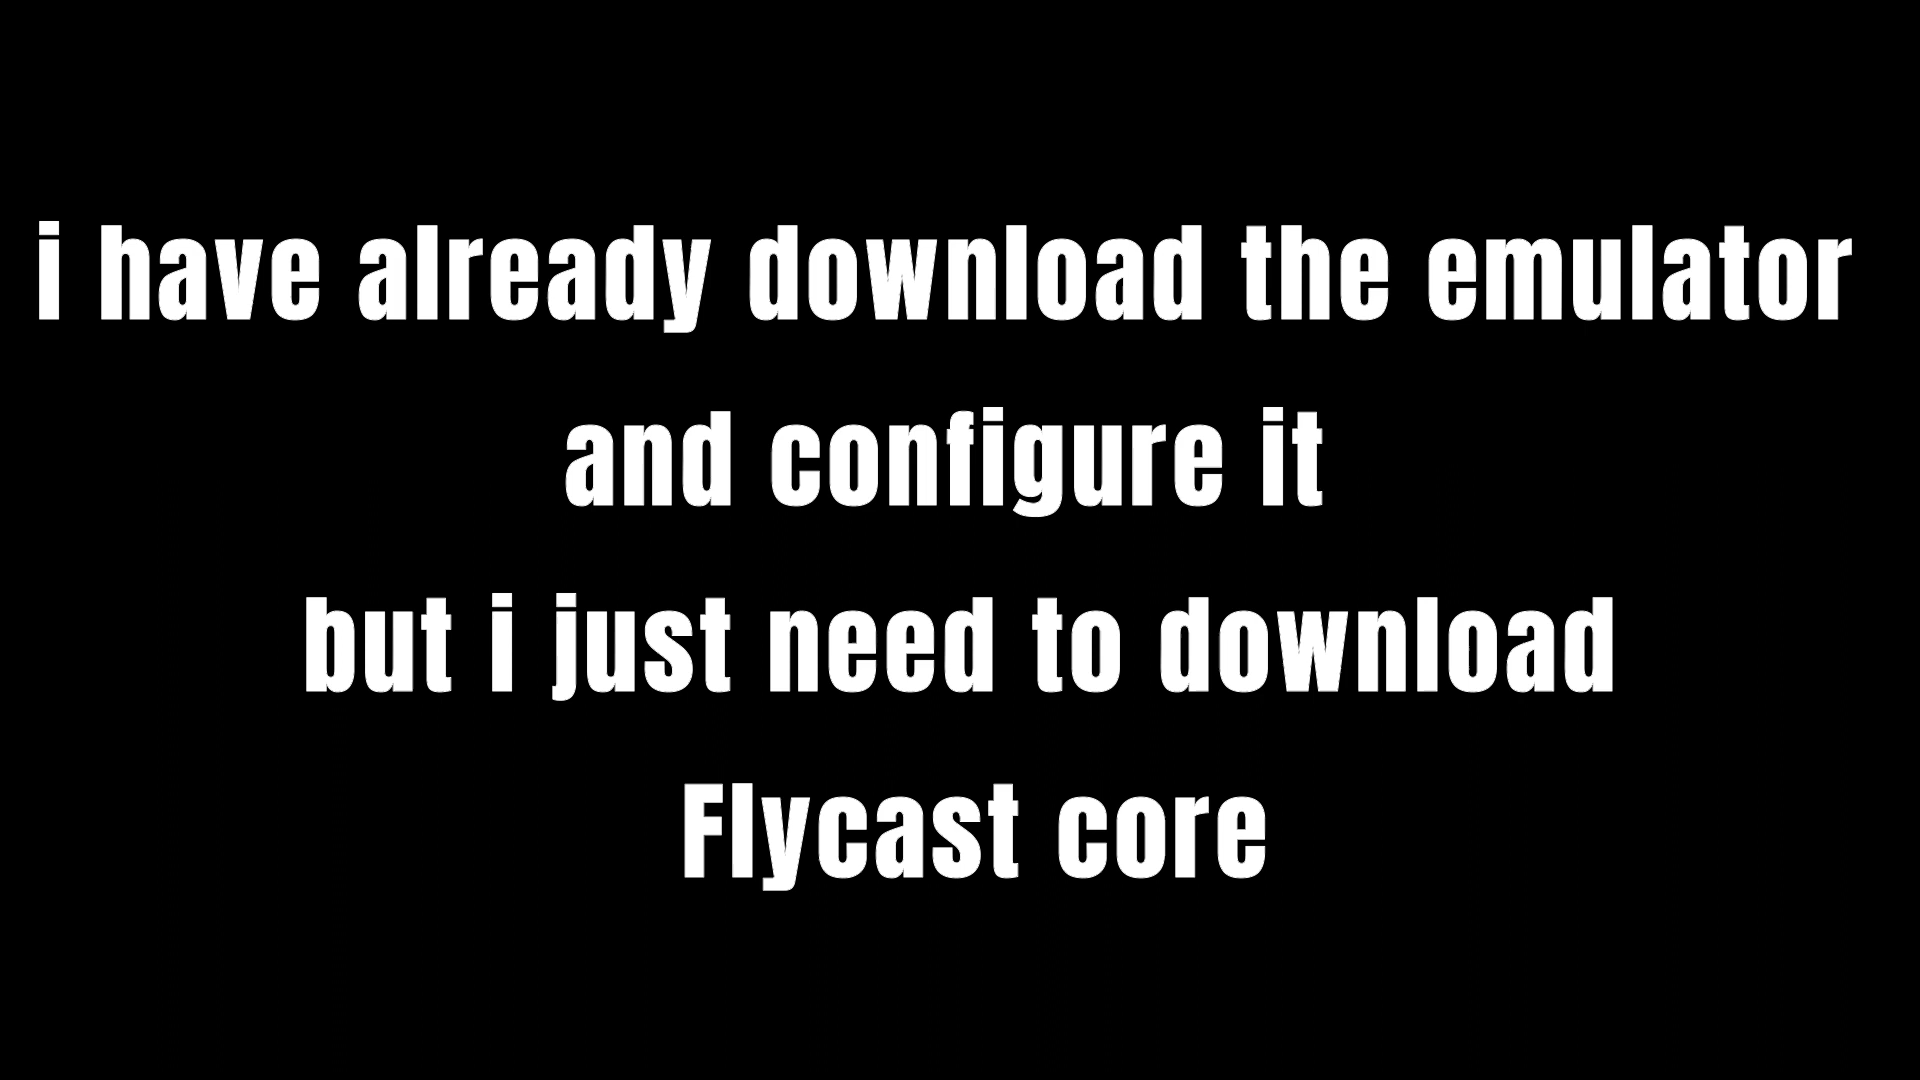 i have already download the emulator
and configure it
but i just need to download
Flycast core